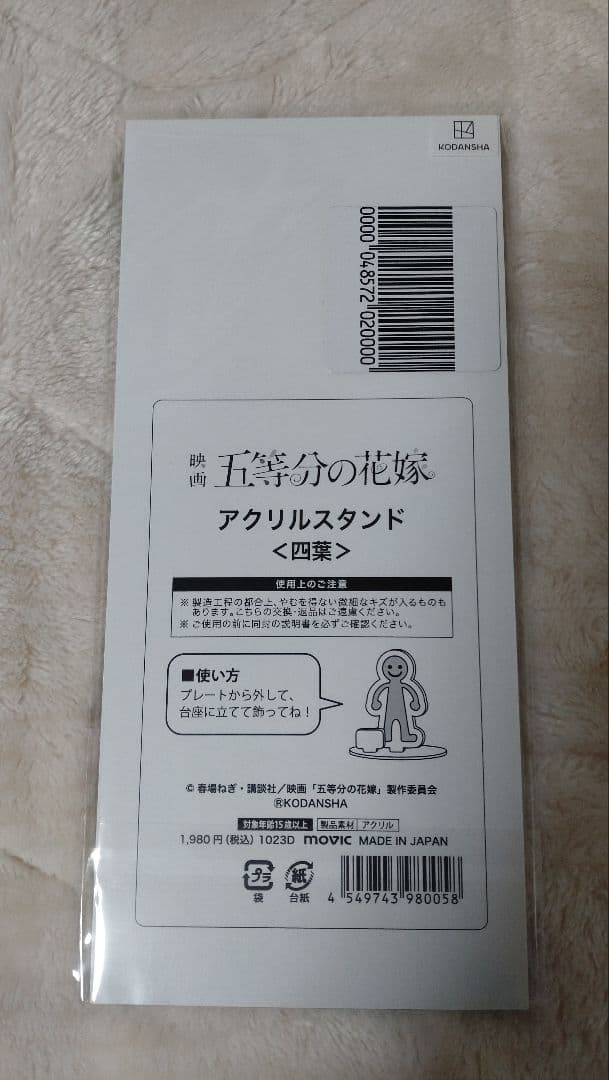 KODANSHA
0000 048572 020000
映画 五等分の花嫁
アクリルスタンド
＜四葉＞
使用上のご注意
※ 製造工程の都合上、やむを得ない微細なキズが入るものも
あります。こちらの交換・返品はご遠慮ください。
※ ご使用の前に同封の説明書を必ずご確認ください。
■使い方
プレートから外して、
台座に立てて飾ってね！
© 春場ねぎ・講談社／映画「五等分の花嫁」製作委員会
ⓇKODANSHA
対象年齢15歳以上 製品素材 アクリル
1,980円(税込) 1023D movic MADE IN JAPAN
プラ 紙
袋 台紙
4 549743 980058